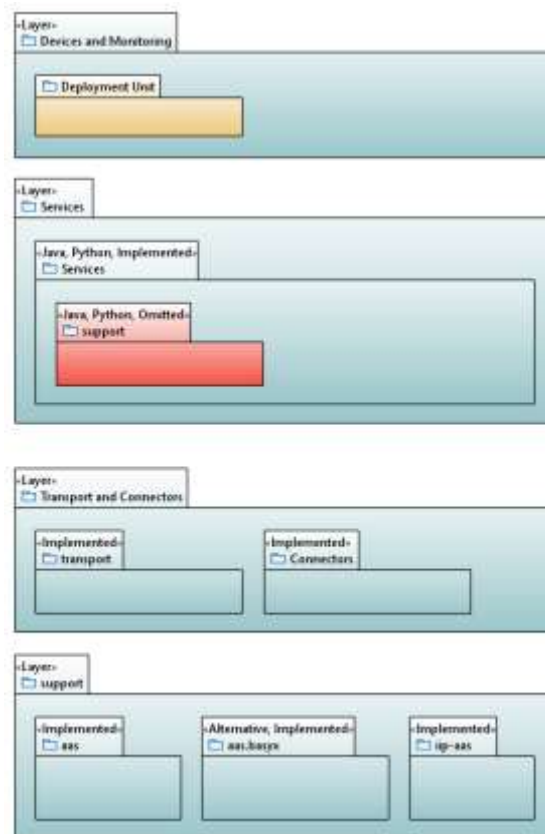 «Layer»
Devices and Monitoring
Deployment Unit
«Layer»
Services
«Java, Python, Implemented»
Services
«Java, Python, Omitted»
support
«Layer»
Transport and Connectors
«Implemented»
transport
«Implemented»
Connectors
«Layer»
support
«Implemented»
aas
«Alternative, Implemented»
aas.basyx
«Implemented»
iip-aas